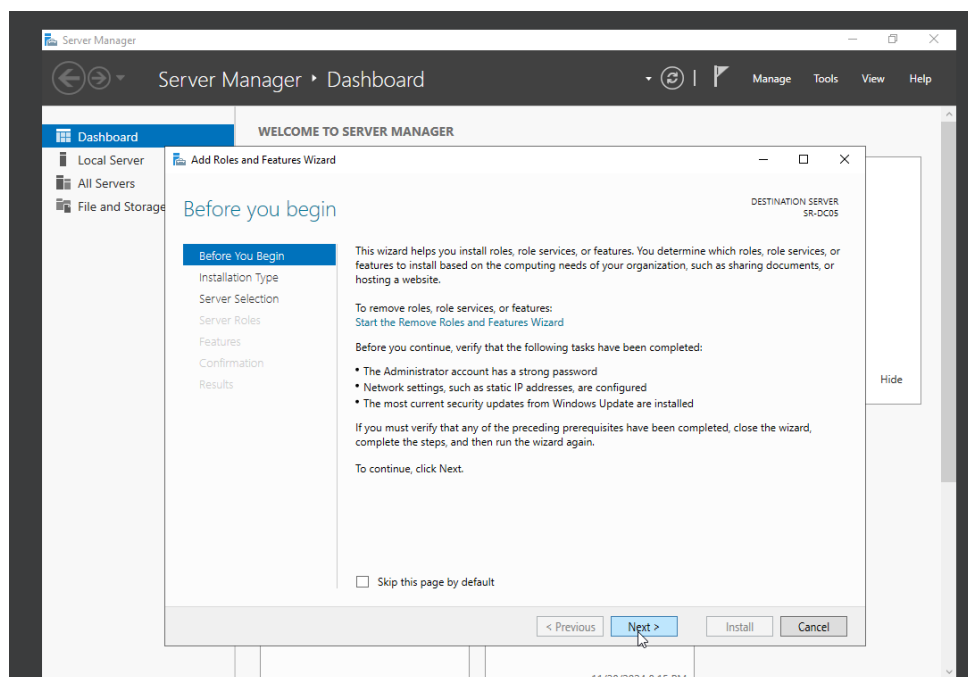 Server Manager
Server Manager • Dashboard
Manage Tools View Help
Dashboard
Local Server
All Servers
File and Storage
WELCOME TO SERVER MANAGER
Hide
Add Roles and Features Wizard
Before you begin
DESTINATION SERVER
SR-DC05
Before You Begin
Installation Type
Server Selection
Server Roles
Features
Confirmation
Results
This wizard helps you install roles, role services, or features. You determine which roles, role services, or
features to install based on the computing needs of your organization, such as sharing documents, or
hosting a website.
To remove roles, role services, or features:
Start the Remove Roles and Features Wizard
Before you continue, verify that the following tasks have been completed:
• The Administrator account has a strong password
• Network settings, such as static IP addresses, are configured
• The most current security updates from Windows Update are installed
If you must verify that any of the preceding prerequisites have been completed, close the wizard,
complete the steps, and then run the wizard again.
To continue, click Next.
Skip this page by default
< Previous Next > Install Cancel